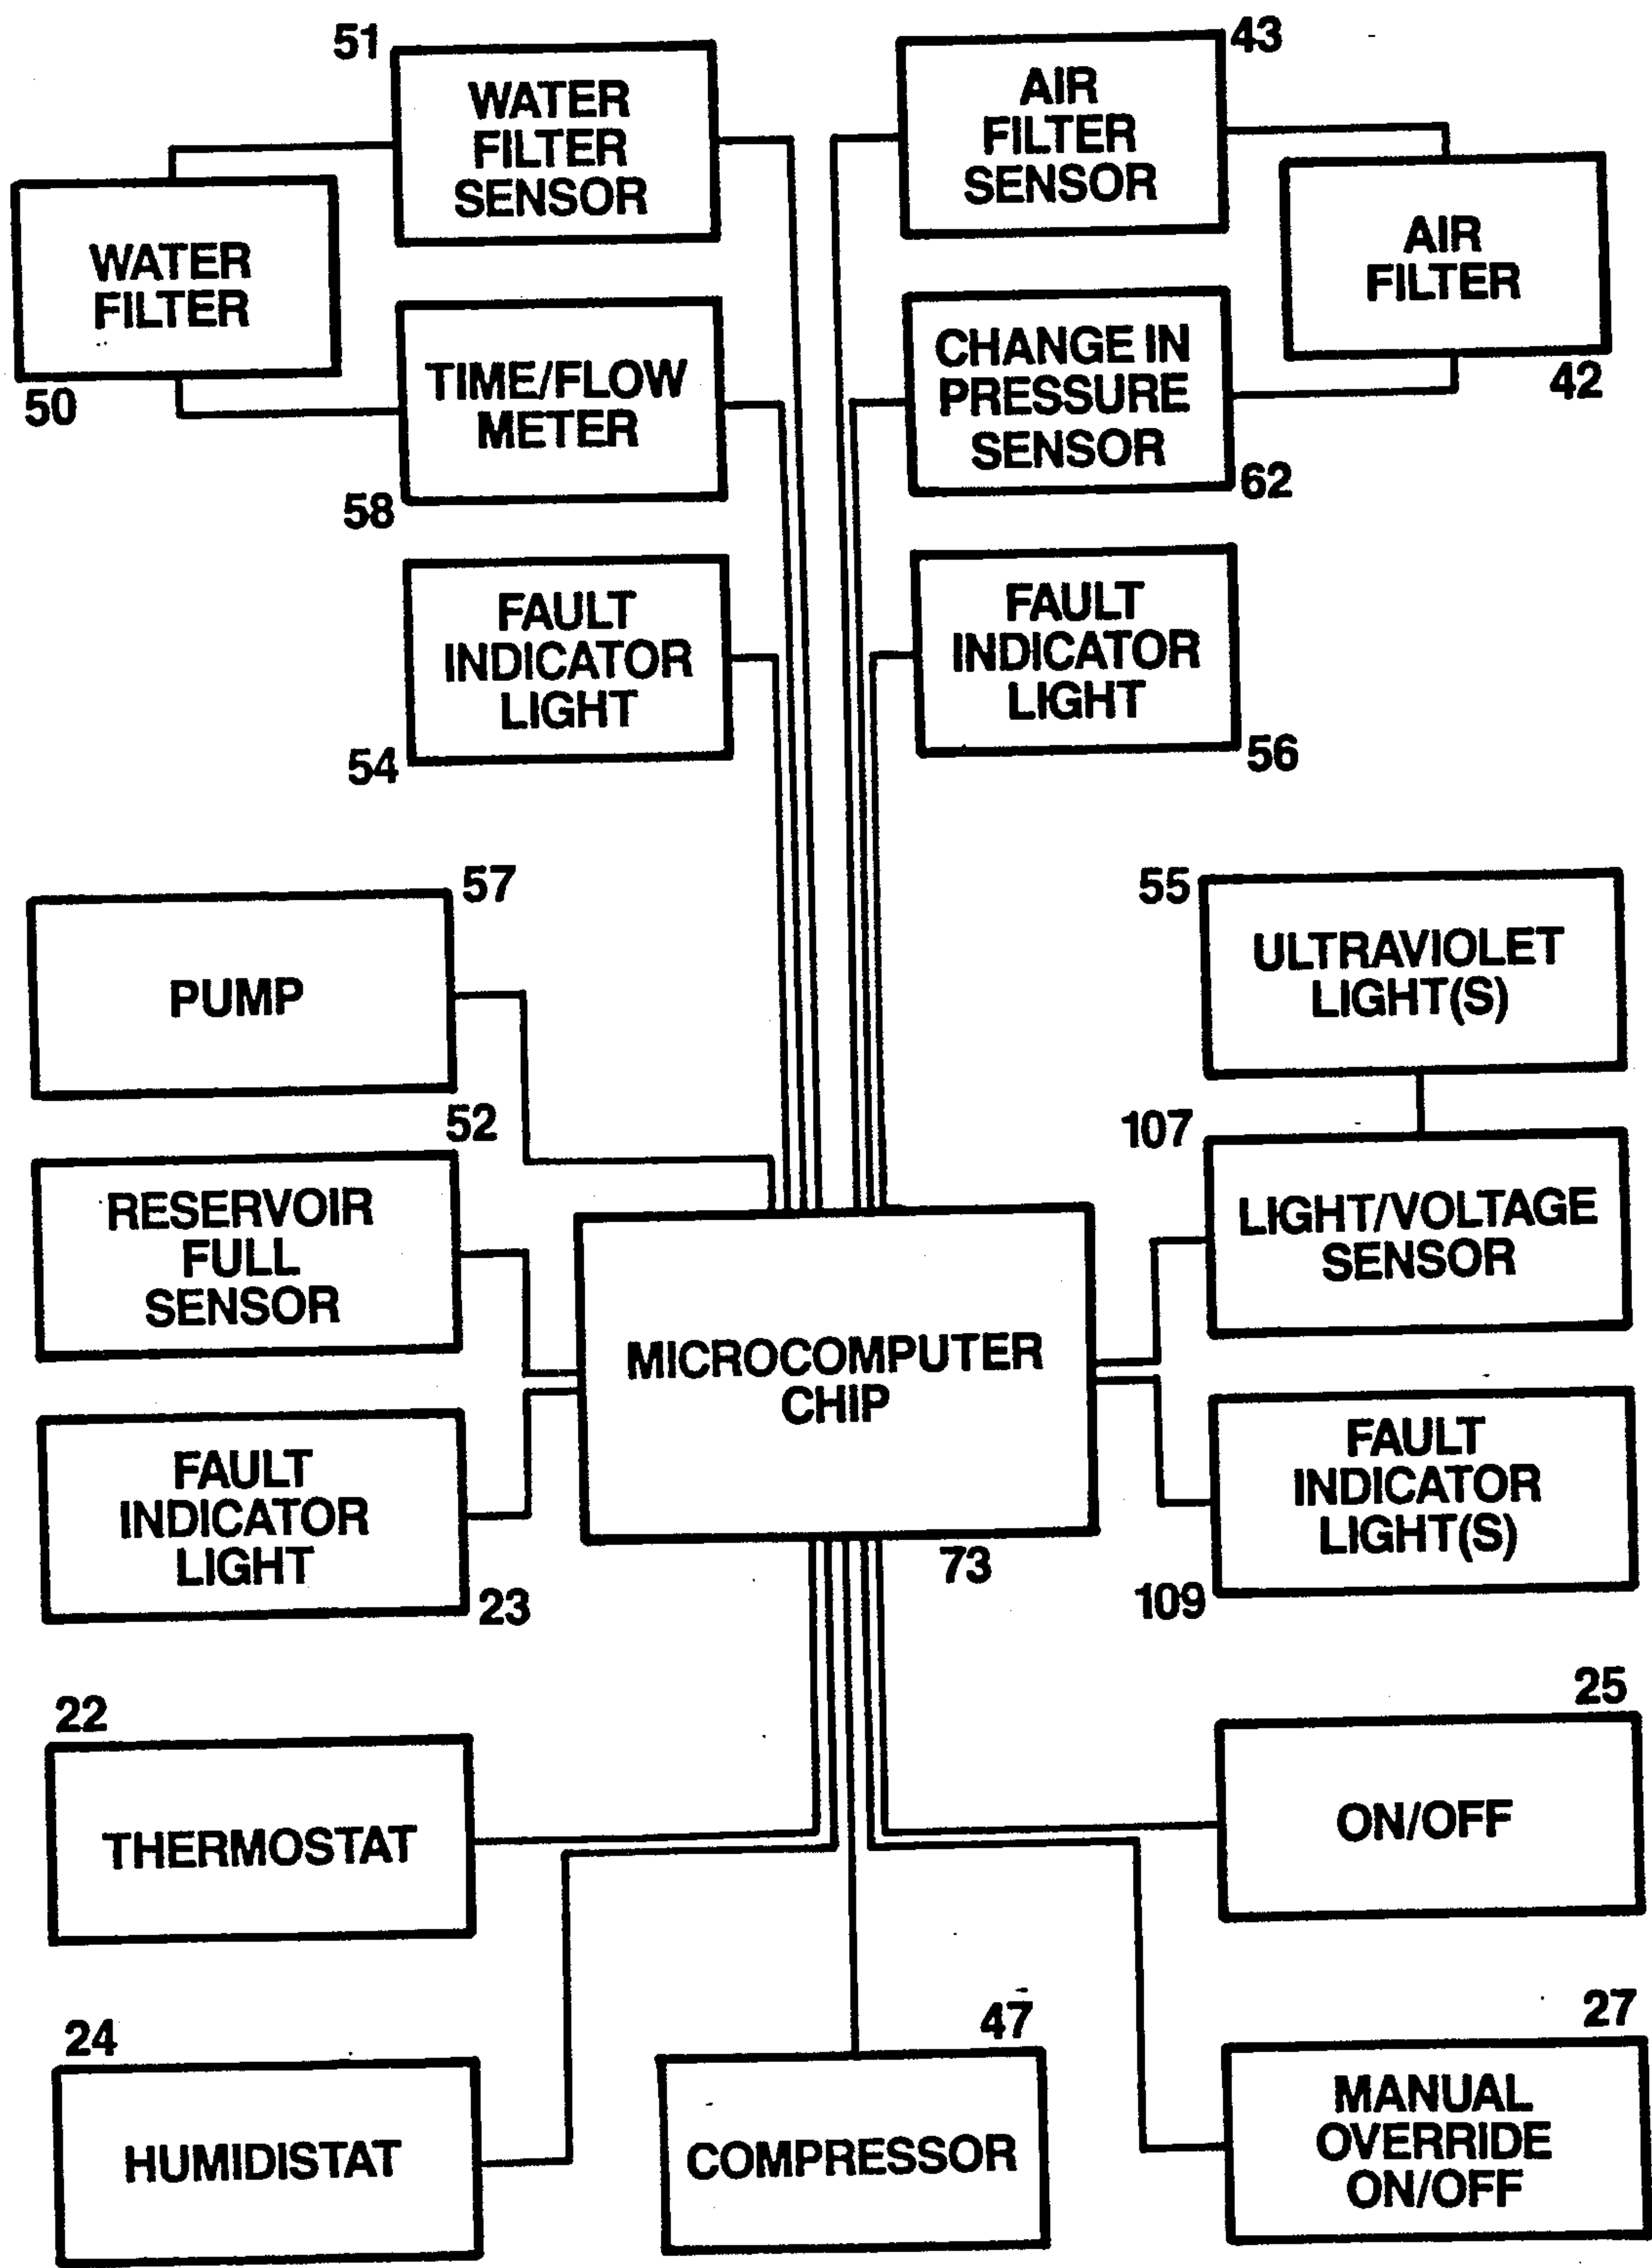 51
WATER
FILTER
SENSOR
43
AIR
FILTER
SENSOR
WATER
FILTER
50
AIR
FILTER
42
TIME/FLOW
METER
58
CHANGE IN
PRESSURE
SENSOR
62
FAULT
INDICATOR
LIGHT
54
FAULT
INDICATOR
LIGHT
56
57
PUMP
55
ULTRAVIOLET
LIGHT(S)
52
RESERVOIR
FULL
SENSOR
107
LIGHT/VOLTAGE
SENSOR
MICROCOMPUTER
CHIP
73
FAULT
INDICATOR
LIGHT
23
FAULT
INDICATOR
LIGHT(S)
109
22
THERMOSTAT
25
ON/OFF
24
HUMIDISTAT
47
COMPRESSOR
27
MANUAL
OVERRIDE
ON/OFF